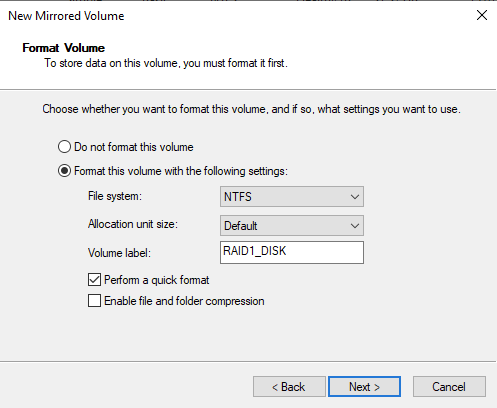 New Mirrored Volume
Format Volume
To store data on this volume, you must format it first.
Choose whether you want to format this volume, and if so, what settings you want to use.
Do not format this volume
Format this volume with the following settings:
File system: NTFS
Allocation unit size: Default
Volume label: RAID1_DISK
Perform a quick format
Enable file and folder compression
< Back Next > Cancel